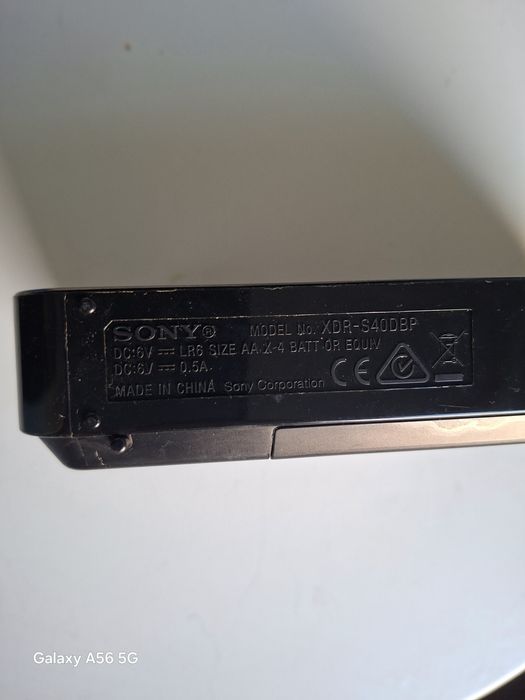 SONY® MODEL No. XDR-S40DBP
DC:6V ⎓ LR6 SIZE AA X 4 BATT OR EQUIV
DC:6V ⎓ 0.5A
MADE IN CHINA Sony Corporation CE
Galaxy A56 5G